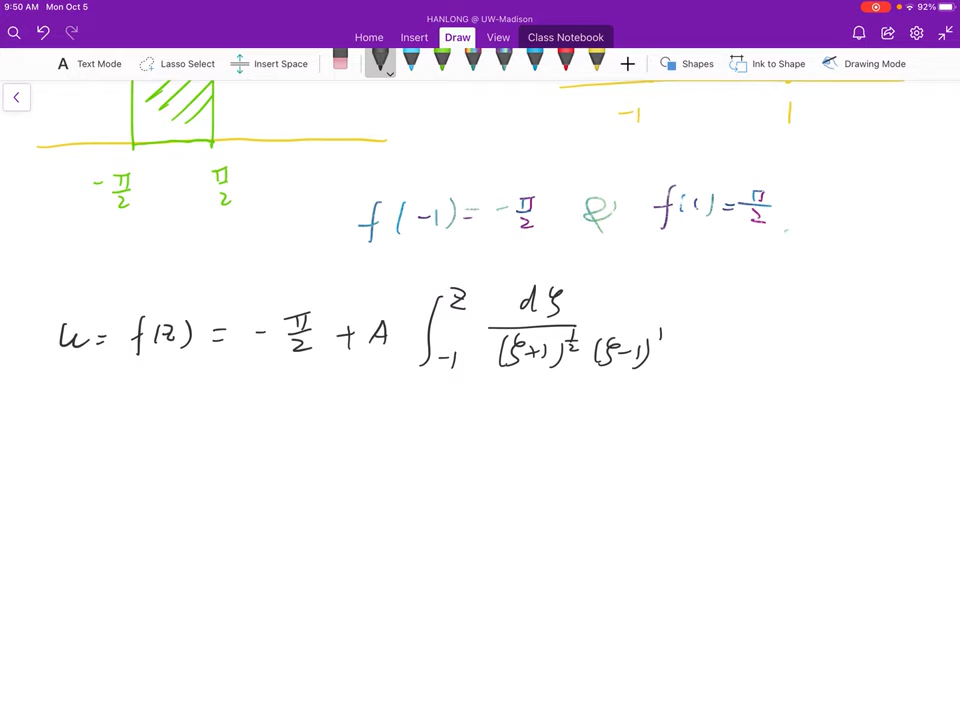 9:50 AM Mon Oct 5
92%
HANLONG @ UW-Madison
Home Insert Draw View Class Notebook
A Text Mode Lasso Select Insert Space + Shapes Ink to Shape Drawing Mode
-1 1
-π/2 π/2
f(-1) = -π/2 & f(1) = π/2.
w = f(z) = -π/2 + A ∫_{-1}^{z} dζ / (ζ+1)^{1/2} (ζ-1)^{1